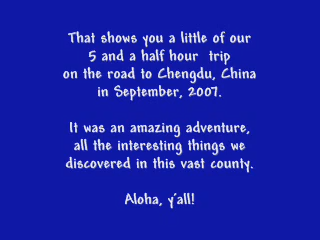 That shows you a little of our
5 and a half hour  trip
on the road to Chengdu, China
in September, 2007.
It was an amazing adventure,
all the interesting things we
discovered in this vast county.
Aloha, y'all!